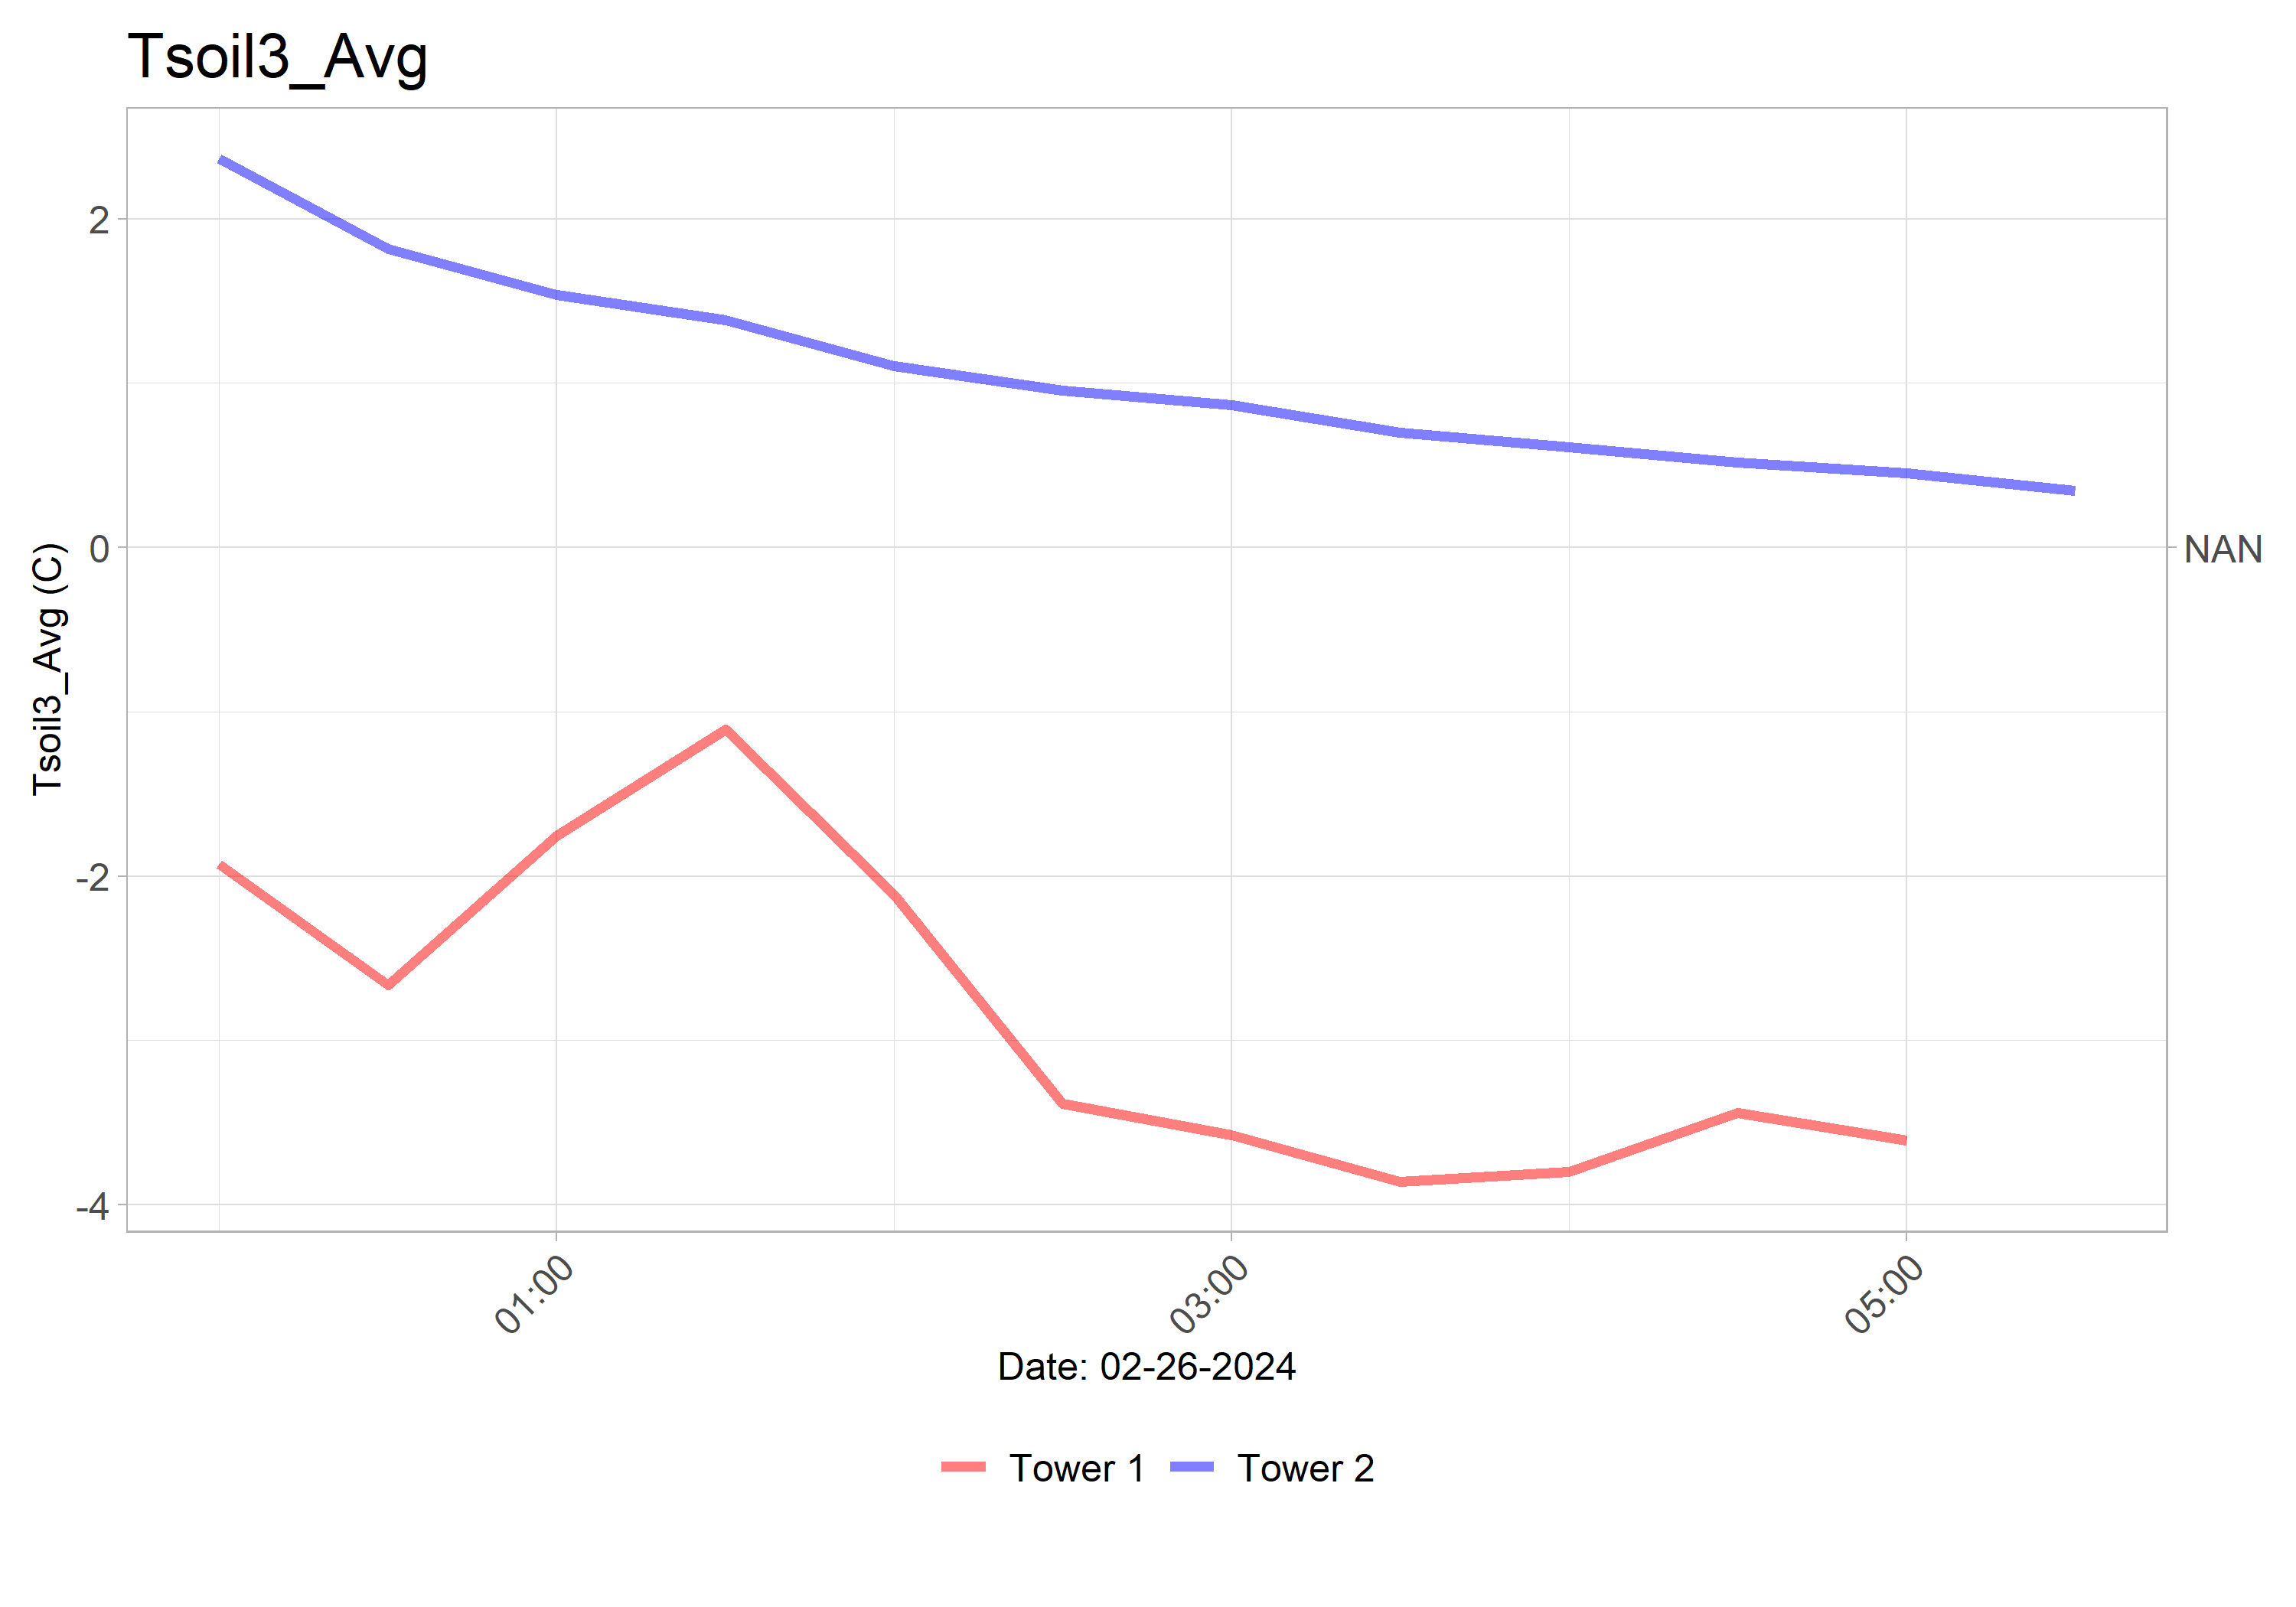 Tsoil3_Avg
Tsoil3_Avg (C)
2
0
-2
-4
NAN
01:00
03:00
05:00
Date: 02-26-2024
Tower 1
Tower 2